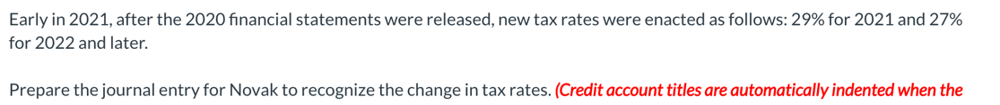 Early in 2021, after the 2020 financial statements were released, new tax rates were enacted as follows: 29% for 2021 and 27%
for 2022 and later.
Prepare the journal entry for Novak to recognize the change in tax rates. (Credit account titles are automatically indented when the